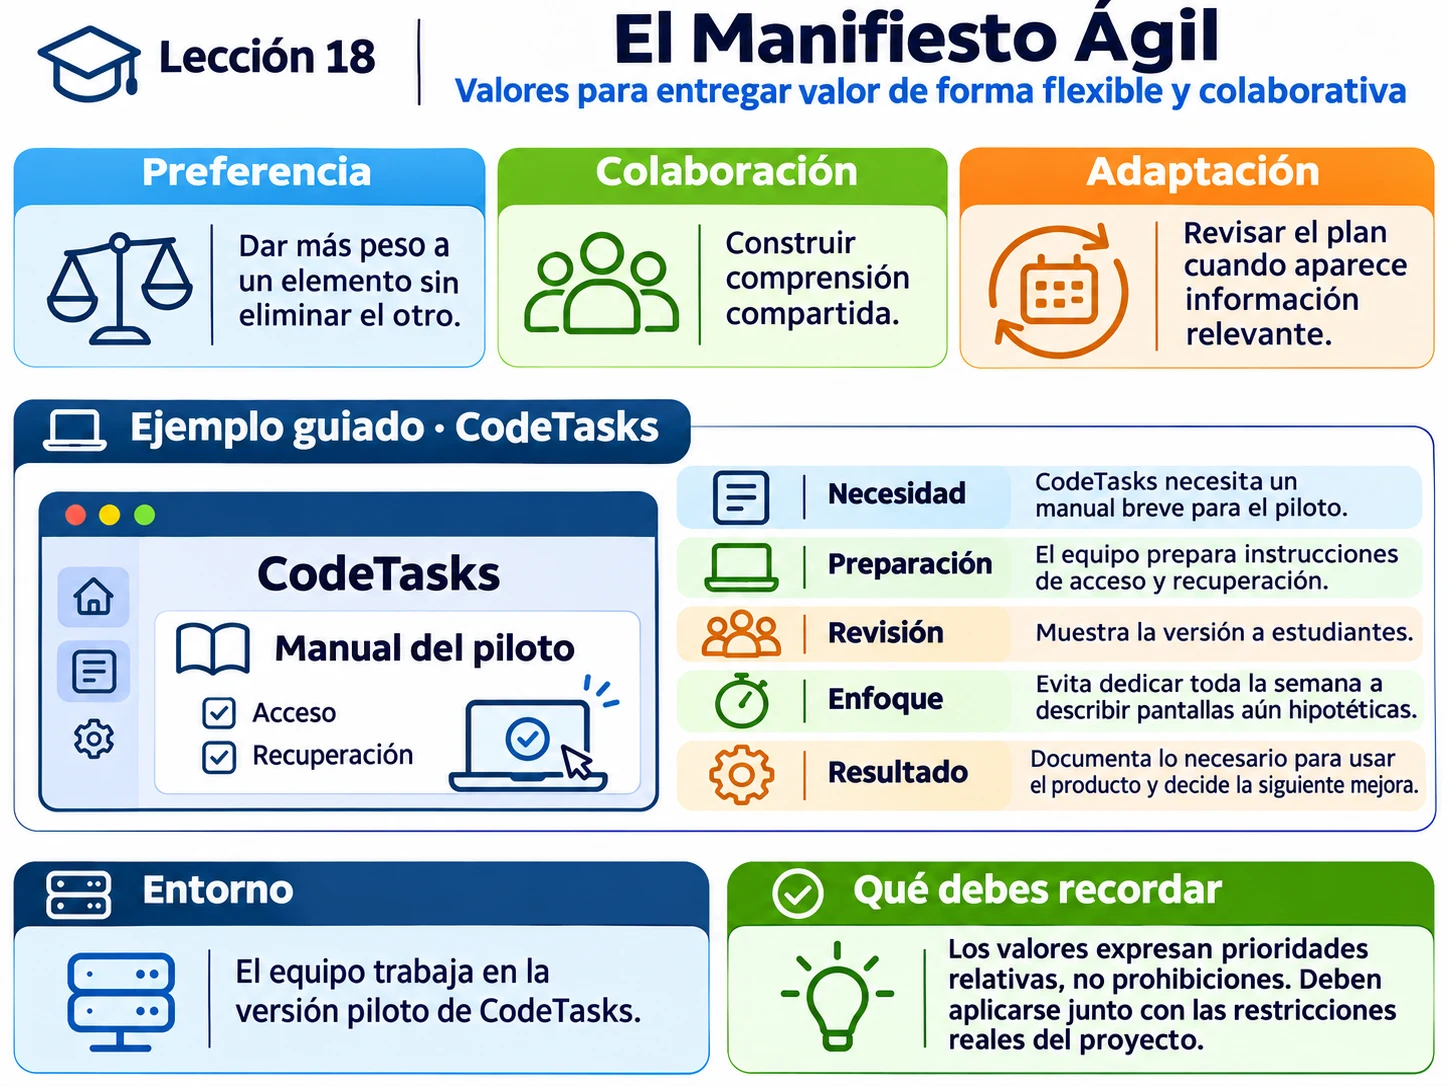 Lección 18
El Manifiesto Ágil
Valores para entregar valor de forma flexible y colaborativa
Preferencia
Dar más peso a
un elemento sin
eliminar el otro.
Colaboración
Construir
comprensión
compartida.
Adaptación
Revisar el plan
cuando aparece
información
relevante.
Ejemplo guiado · CodeTasks
CodeTasks
Manual del piloto
Acceso
Recuperación
Necesidad
CodeTasks necesita un
manual breve para el piloto.
Preparación
El equipo prepara instrucciones
de acceso y recuperación.
Revisión
Muestra la versión a estudiantes.
Enfoque
Evita dedicar toda la semana a
describir pantallas aún hipotéticas.
Resultado
Documenta lo necesario para usar
el producto y decide la siguiente mejora.
Entorno
El equipo trabaja en la
versión piloto de CodeTasks.
Qué debes recordar
Los valores expresan prioridades
relativas, no prohibiciones. Deben
aplicarse junto con las restricciones
reales del proyecto.